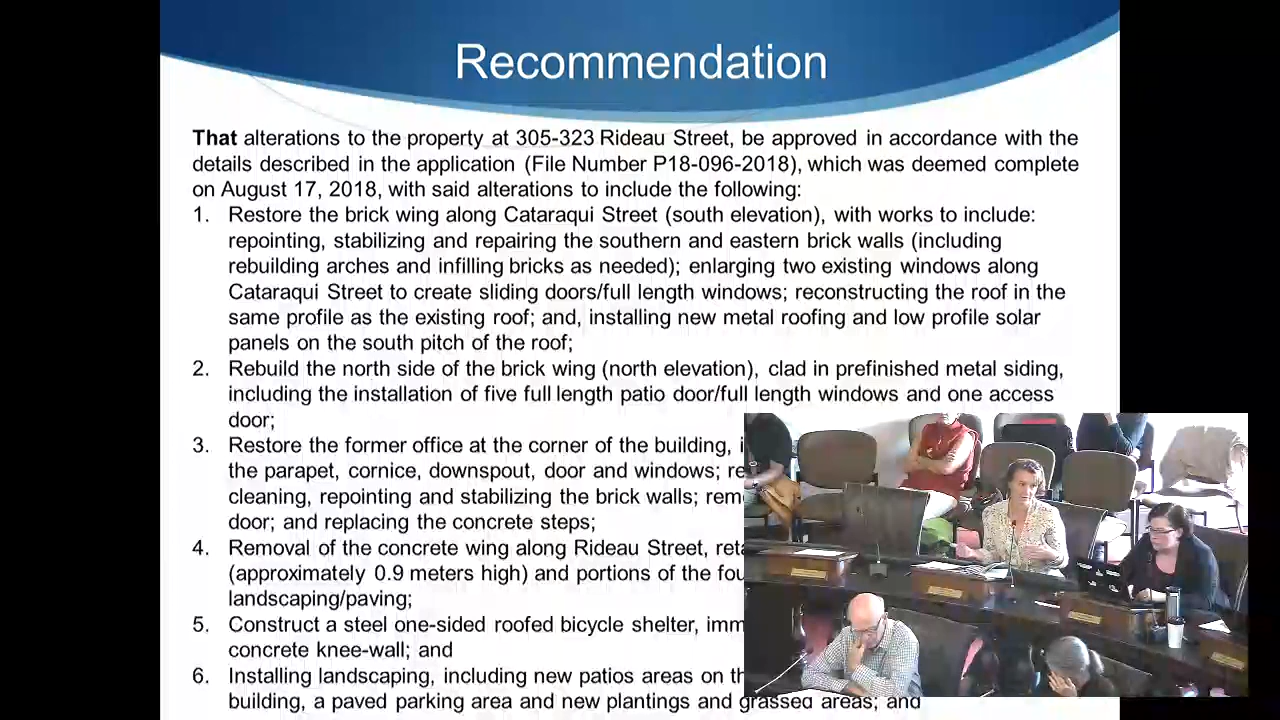 Recommendation
That alterations to the property at 305-323 Rideau Street, be approved in accordance with the
details described in the application (File Number P18-096-2018), which was deemed complete
on August 17, 2018, with said alterations to include the following:
1. Restore the brick wing along Cataraqui Street (south elevation), with works to include:
repointing, stabilizing and repairing the southern and eastern brick walls (including
rebuilding arches and infilling bricks as needed); enlarging two existing windows along
Cataraqui Street to create sliding doors/full length windows; reconstructing the roof in the
same profile as the existing roof; and, installing new metal roofing and low profile solar
panels on the south pitch of the roof;
2. Rebuild the north side of the brick wing (north elevation), clad in prefinished metal siding,
including the installation of five full length patio door/full length windows and one access
door;
3. Restore the former office at the corner of the building,
the parapet, cornice, downspout, door and windows;
cleaning, repointing and stabilizing the brick walls;
door; and replacing the concrete steps;
4. Removal of the concrete wing along Rideau Street,
(approximately 0.9 meters high) and portions of the
landscaping/paving;
5. Construct a steel one-sided roofed bicycle shelter,
concrete knee-wall; and
6. Installing landscaping, including new patios areas on
building, a paved parking area and new plantings and grassed areas; and